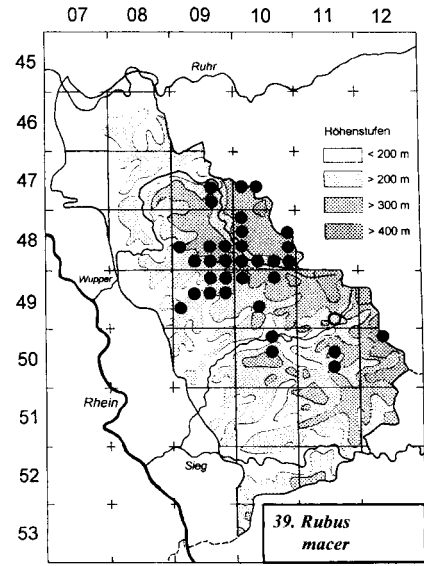 07 08 09 10 11 12
45
Ruhr
46
Höhenstufen
< 200 m
> 200 m
> 300 m
> 400 m
47
48
Wupper
49
50
Rhein
51
Sieg
52
39. Rubus
macer
53